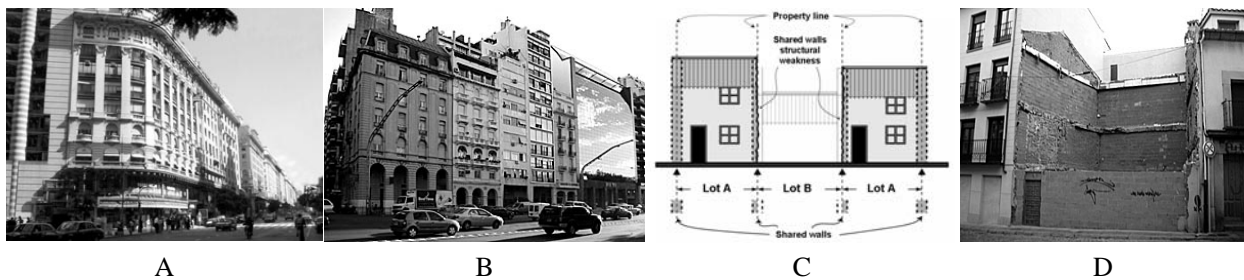 Property line
Shared walls
structural
weakness
Lot A
Lot B
Lot A
Shared walls
A
B
C
D